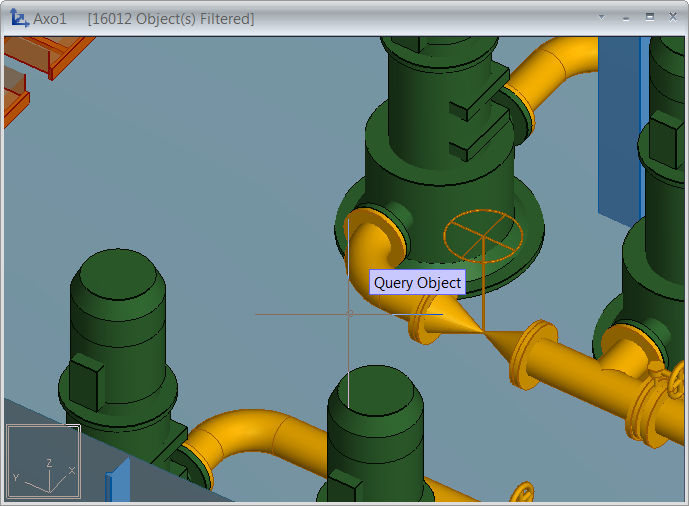 Axo1 [16012 Object(s) Filtered]
Query Object
Z
Y X